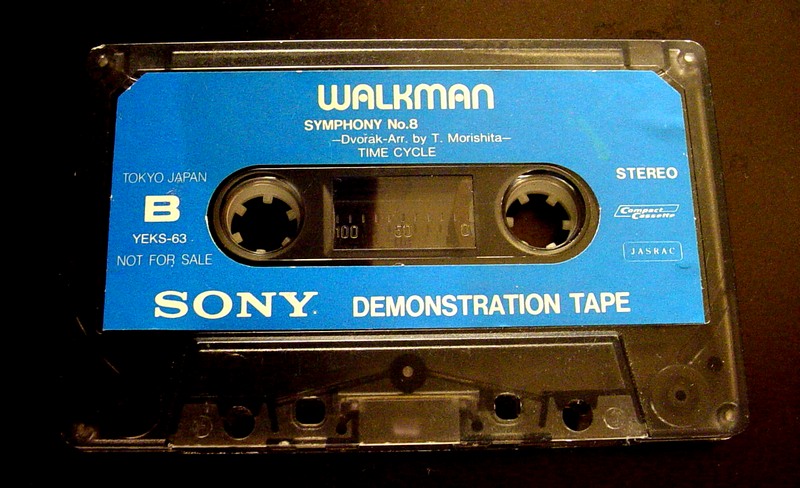 WALKMAN
SYMPHONY No.8
—Dvořak-Arr. by T. Morishita—
TIME CYCLE
TOKYO JAPAN
B
YEKS-63
NOT FOR SALE
100 50 0
STEREO
Compact Cassette
JASRAC
SONY. DEMONSTRATION TAPE